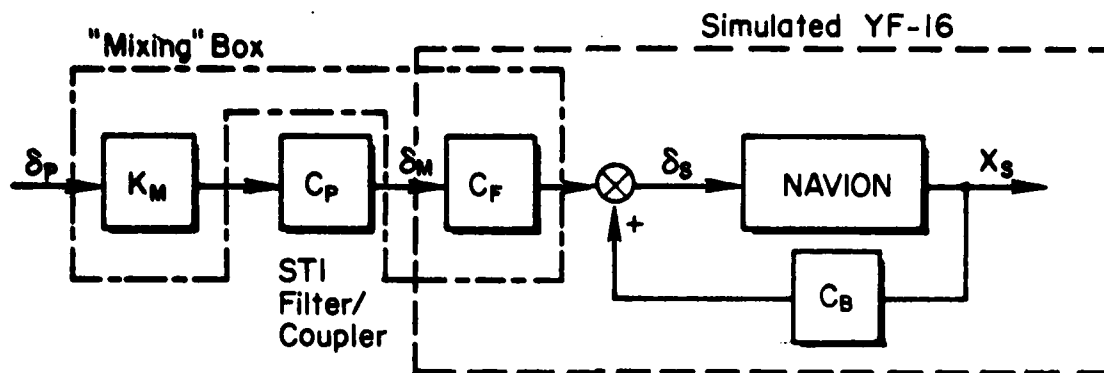 Simulated YF-16
"Mixing" Box
δP
KM
CP
δM
CF
+
δS
NAVION
XS
CB
STI
Filter/
Coupler